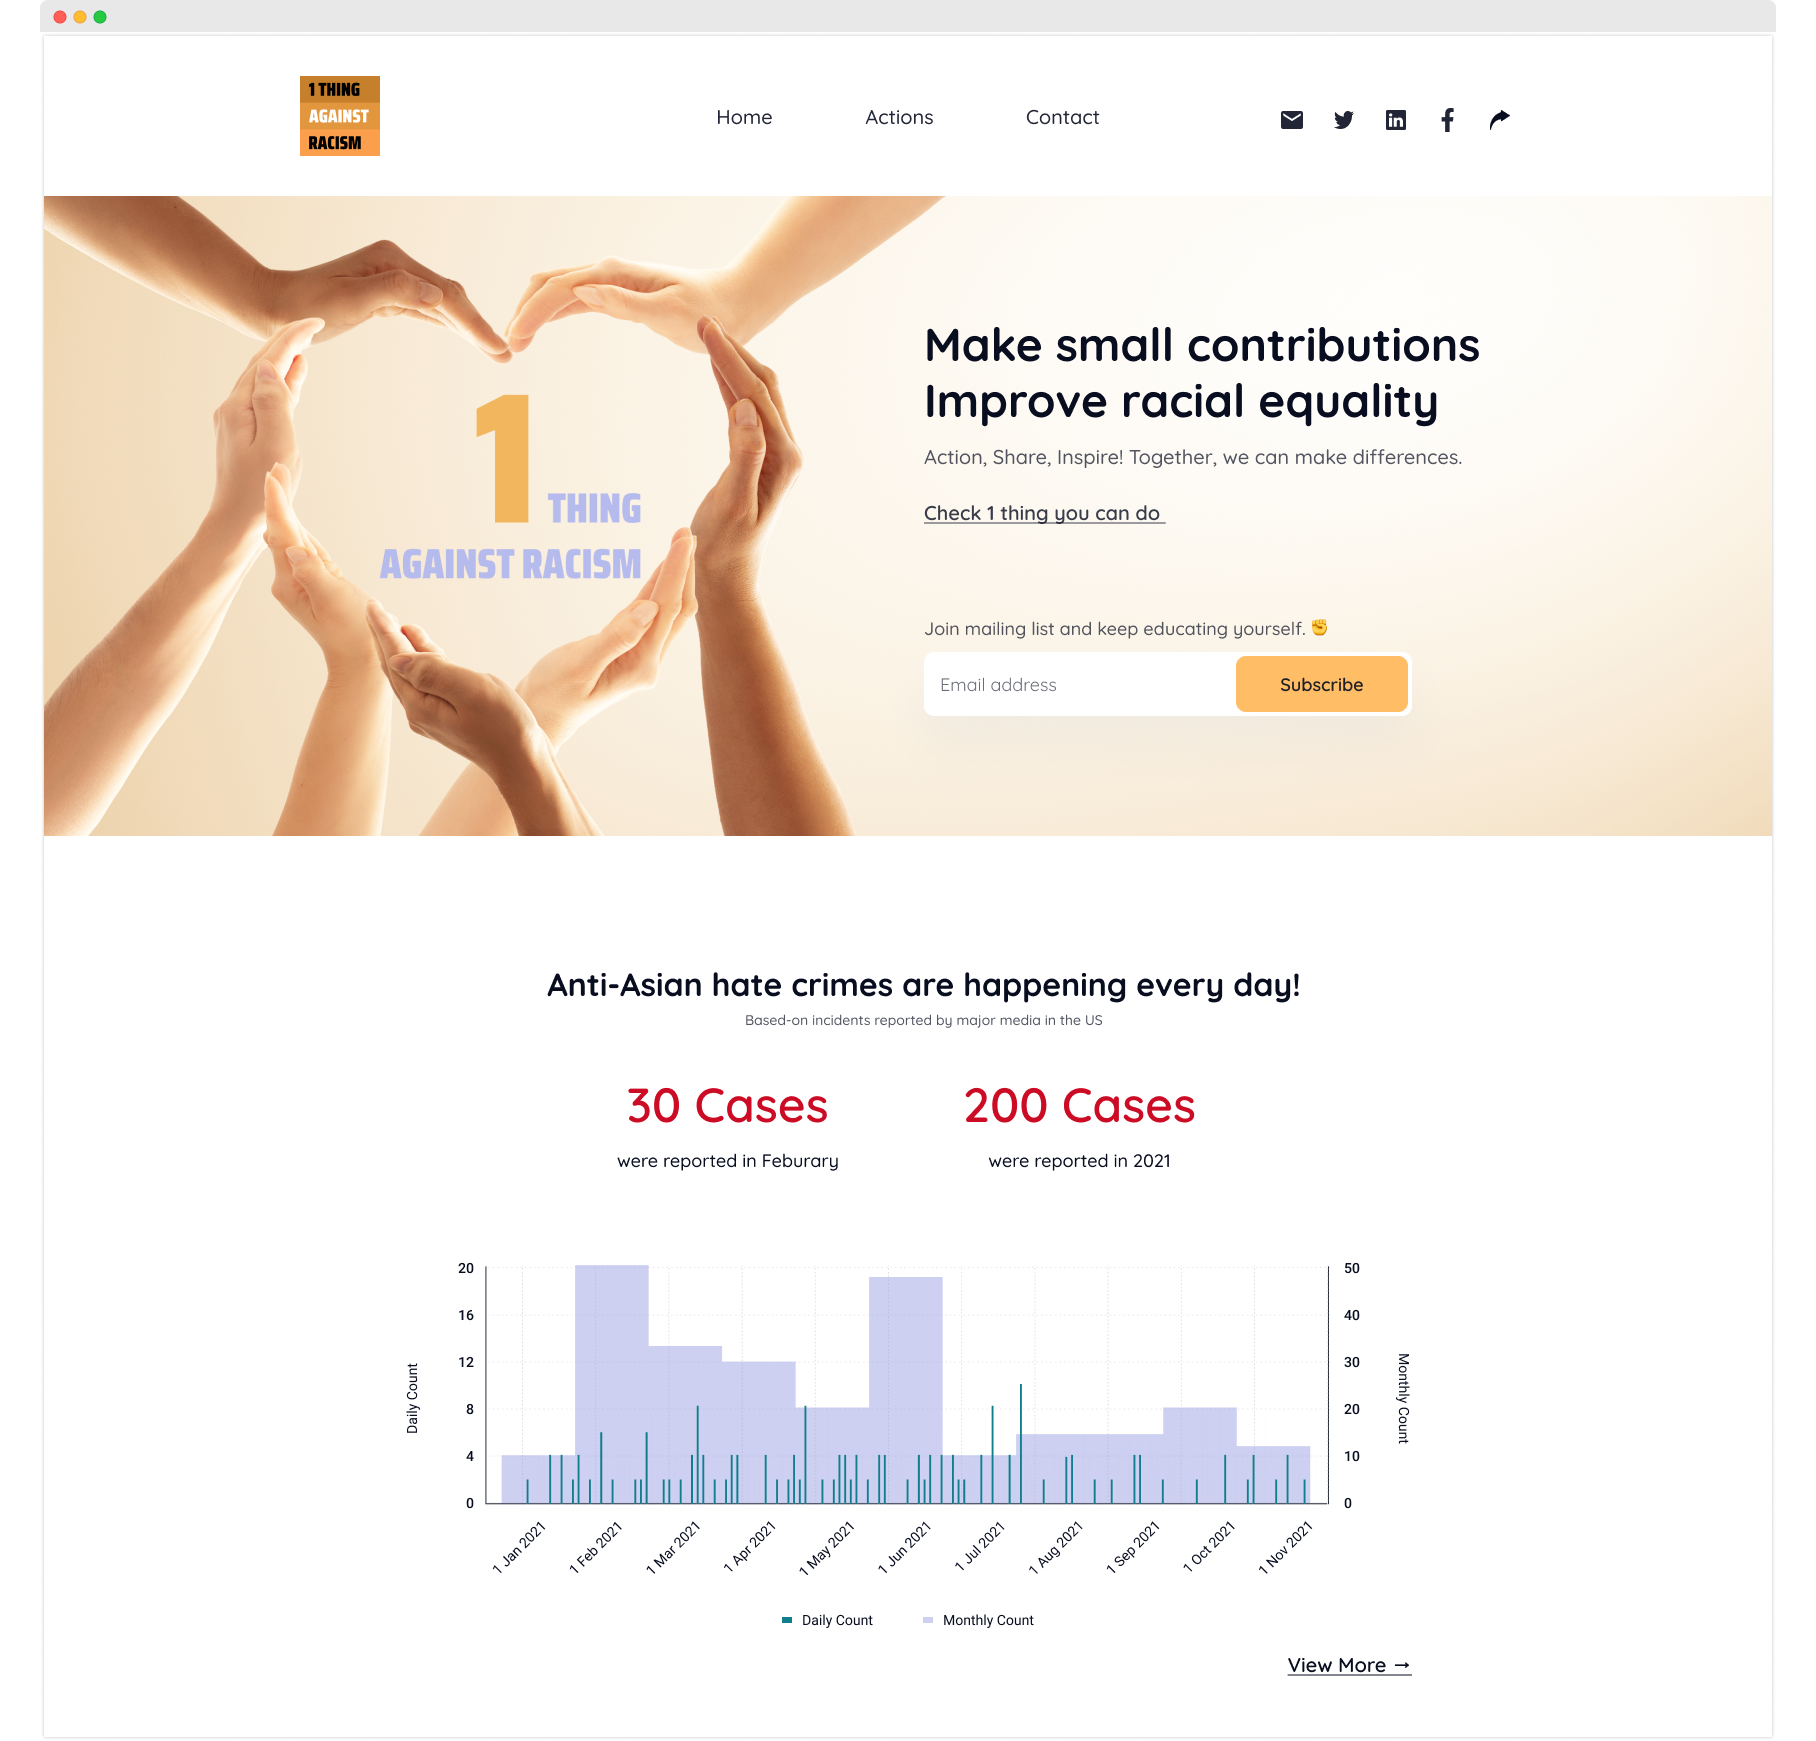 1 THING
AGAINST
RACISM
Home
Actions
Contact
Make small contributions
Improve racial equality
Action, Share, Inspire! Together, we can make differences.
Check 1 thing you can do
1 THING
AGAINST RACISM
Join mailing list and keep educating yourself. ✊
Email address
Subscribe
Anti-Asian hate crimes are happening every day!
Based-on incidents reported by major media in the US
30 Cases
200 Cases
were reported in Feburary
were reported in 2021
20
16
12
8
4
0
Daily Count
50
40
30
20
10
0
Monthly Count
1 Jan 2021
1 Feb 2021
1 Mar 2021
1 Apr 2021
1 May 2021
1 Jun 2021
1 Jul 2021
1 Aug 2021
1 Sep 2021
1 Oct 2021
1 Nov 2021
Daily Count
Monthly Count
View More →